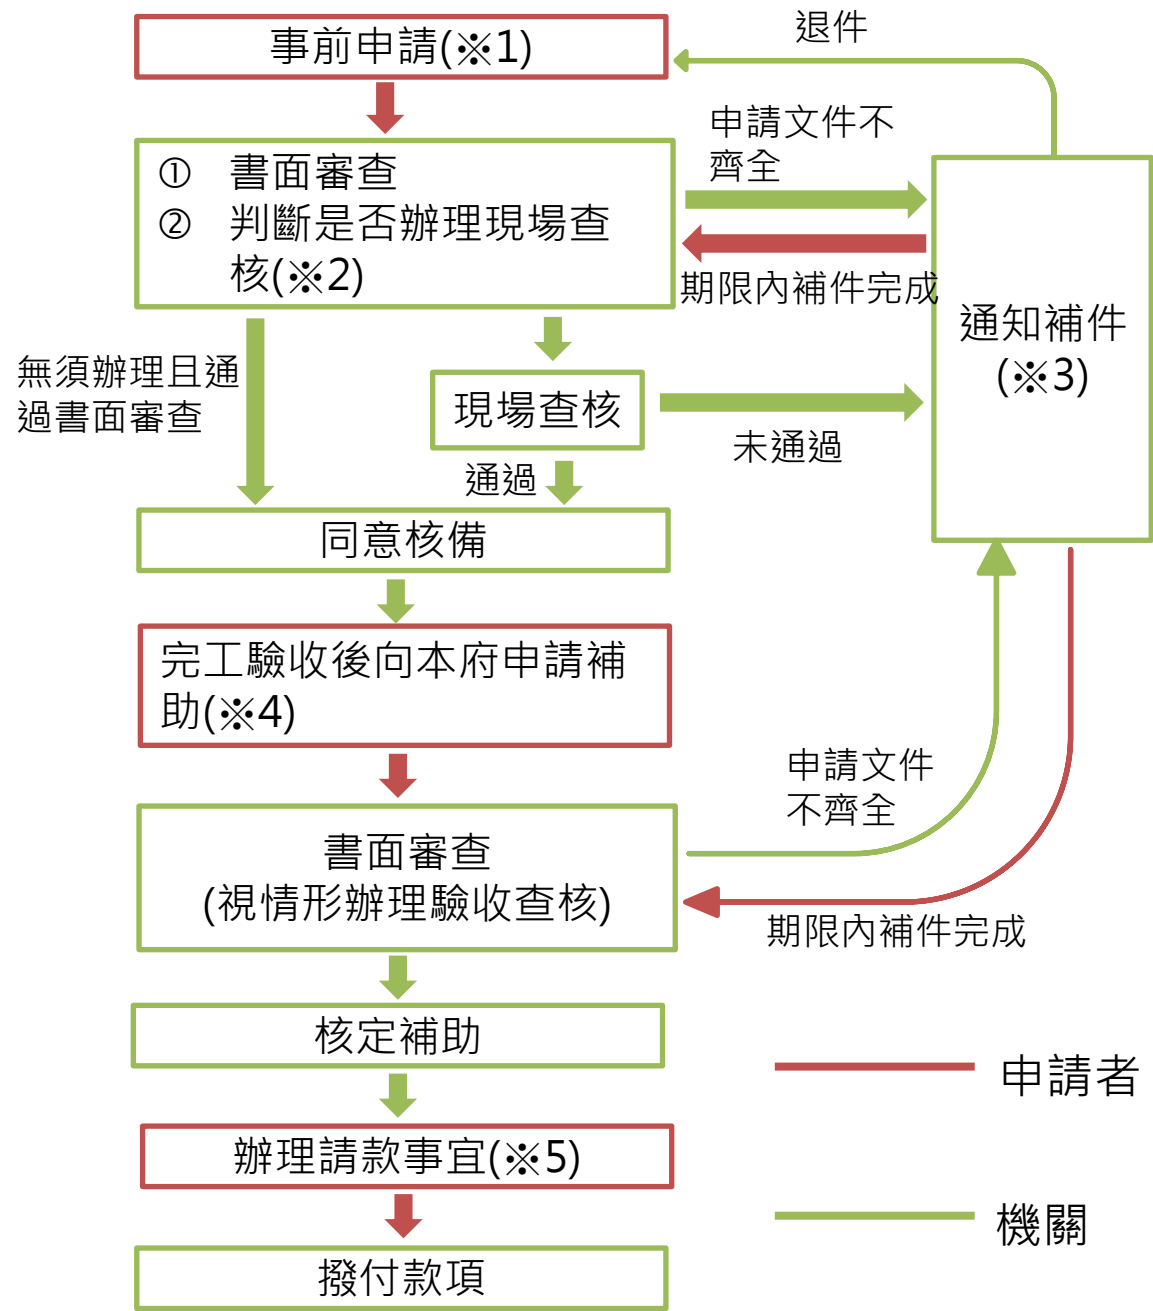 事前申請(※1)
退件
申請文件不
齊全
① 書面審查
② 判斷是否辦理現場查
核(※2)
期限內補件完成
通知補件
(※3)
無須辦理且通
過書面審查
現場查核
未通過
通過
同意核備
完工驗收後向本府申請補
助(※4)
申請文件
不齊全
書面審查
(視情形辦理驗收查核)
期限內補件完成
核定補助
申請者
辦理請款事宜(※5)
機關
撥付款項